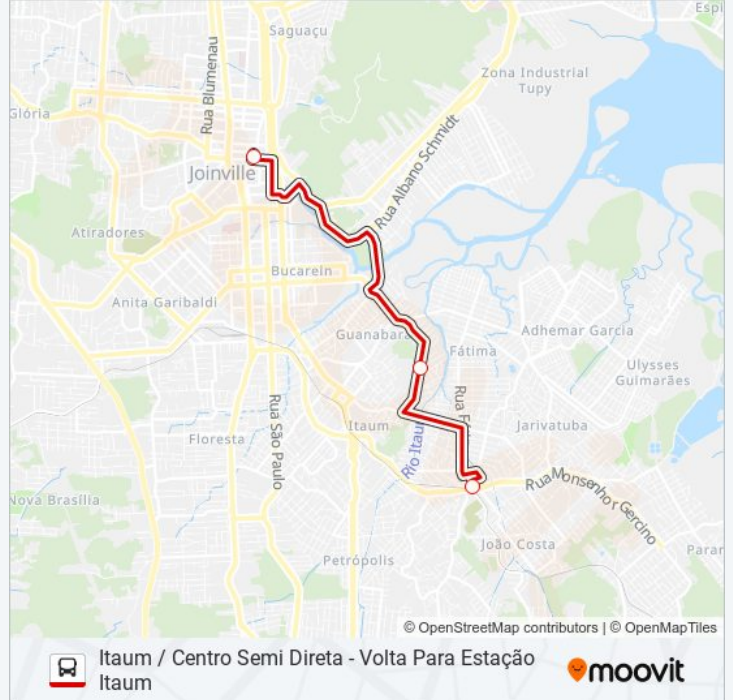 Espi
Saguaçu
Rua Blumenau
Zona Industrial
Tupy
Glória
Rua Albano Schmidt
Joinville
Atiradores
Bucarein
Anita Garibaldi
Guanabara
Adhemar Garcia
Fátima
Ulysses
Guimarães
Rua São Paulo
Itaum
Rio Itaum
Jarivatuba
Floresta
Rua Monsenhor Gercino
Nova Brasília
João Costa
Petrópolis
Paran
© OpenStreetMap contributors | © OpenMapTiles
Itaum / Centro Semi Direta - Volta Para Estação
Itaum
moovit